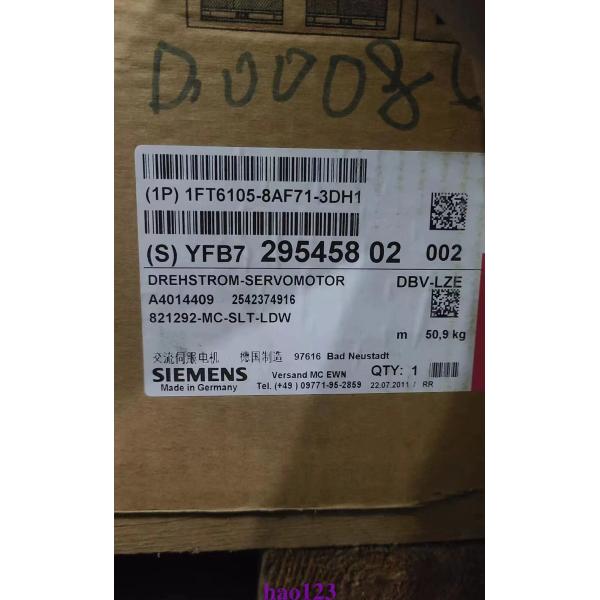 D.0008
(1P) 1FT6105-8AF71-3DH1
(S) YFB7 295458 02 002
DREHSTROM-SERVOMOTOR DBV-LZE
A4014409 2542374916
821292-MC-SLT-LDW
m 50,9 kg
交流伺服电机 德国制造 97616 Bad Neustadt
SIEMENS Versand MC EWN QTY: 1
Made in Germany Tel. (+49) 09771-95-2859 22.07.2011 / RR
hao123